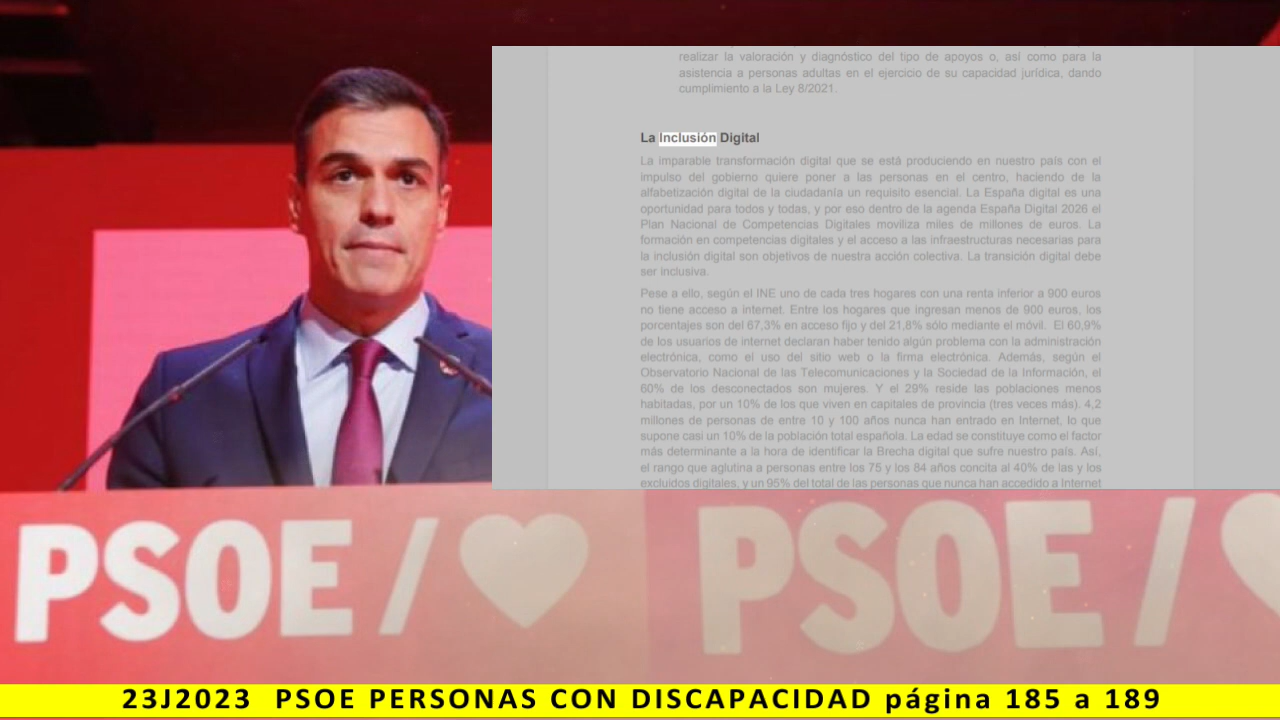 realizar la valoración y diagnóstico del tipo de apoyos o, así como para la
asistencia a personas adultas en el ejercicio de su capacidad jurídica, dando
cumplimiento a la Ley 8/2021.
La Inclusión Digital
La imparable transformación digital que se está produciendo en nuestro país con el
impulso del gobierno quiere poner a las personas en el centro, haciendo de la
alfabetización digital de la ciudadanía un requisito esencial. La España digital es una
oportunidad para todos y todas, y por eso dentro de la agenda España Digital 2026 el
Plan Nacional de Competencias Digitales moviliza miles de millones de euros. La
formación en competencias digitales y el acceso a las infraestructuras necesarias para
la inclusión digital son objetivos de nuestra acción colectiva. La transición digital debe
ser inclusiva.
Pese a ello, según el INE uno de cada tres hogares con una renta inferior a 900 euros
no tiene acceso a internet. Entre los hogares que ingresan menos de 900 euros, los
porcentajes son del 67,3% en acceso fijo y del 21,8% sólo mediante el móvil. El 60,9%
de los usuarios de internet declaran haber tenido algún problema con la administración
electrónica, como el uso del sitio web o la firma electrónica. Además, según el
Observatorio Nacional de las Telecomunicaciones y la Sociedad de la Información, el
60% de los desconectados son mujeres. Y el 29% reside las poblaciones menos
habitadas, por un 10% de los que viven en capitales de provincia (tres veces más). 4,2
millones de personas de entre 10 y 100 años nunca han entrado en Internet, lo que
supone casi un 10% de la población total española. La edad se constituye como el factor
más determinante a la hora de identificar la Brecha digital que sufre nuestro país. Así,
el rango que aglutina a personas entre los 75 y los 84 años concita al 40% de las y los
excluidos digitales, y un 95% del total de las personas que nunca han accedido a Internet
PSOE /
PSOE /
23J2023 PSOE PERSONAS CON DISCAPACIDAD página 185 a 189